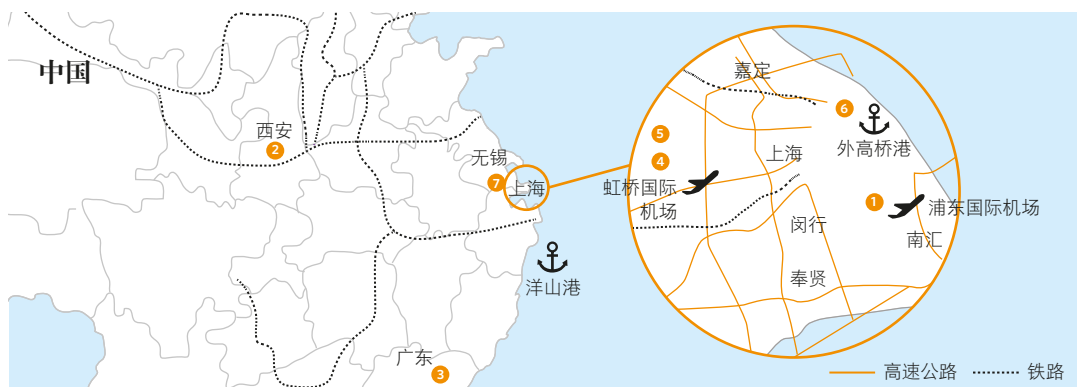 中国
西安
2
无锡
7
上海
洋山港
广东
3
嘉定
6
外高桥港
5
4
上海
虹桥国际
机场
1
浦东国际机场
闵行
南汇
奉贤
高速公路
铁路